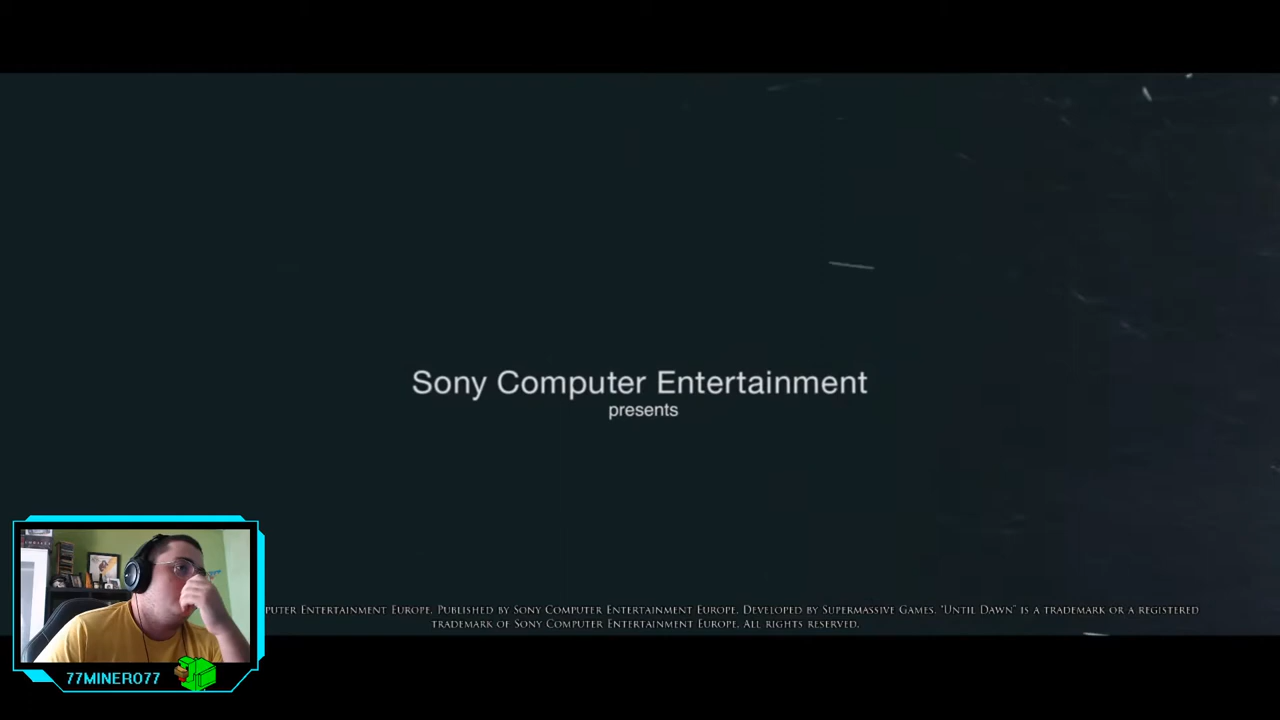 Sony Computer Entertainment
presents
PUTER ENTERTAINMENT EUROPE. PUBLISHED BY SONY COMPUTER ENTERTAINMENT EUROPE. DEVELOPED BY SUPERMASSIVE GAMES. "UNTIL DAWN" IS A TRADEMARK OR A REGISTERED
TRADEMARK OF SONY COMPUTER ENTERTAINMENT EUROPE. ALL RIGHTS RESERVED.
77MINERO77